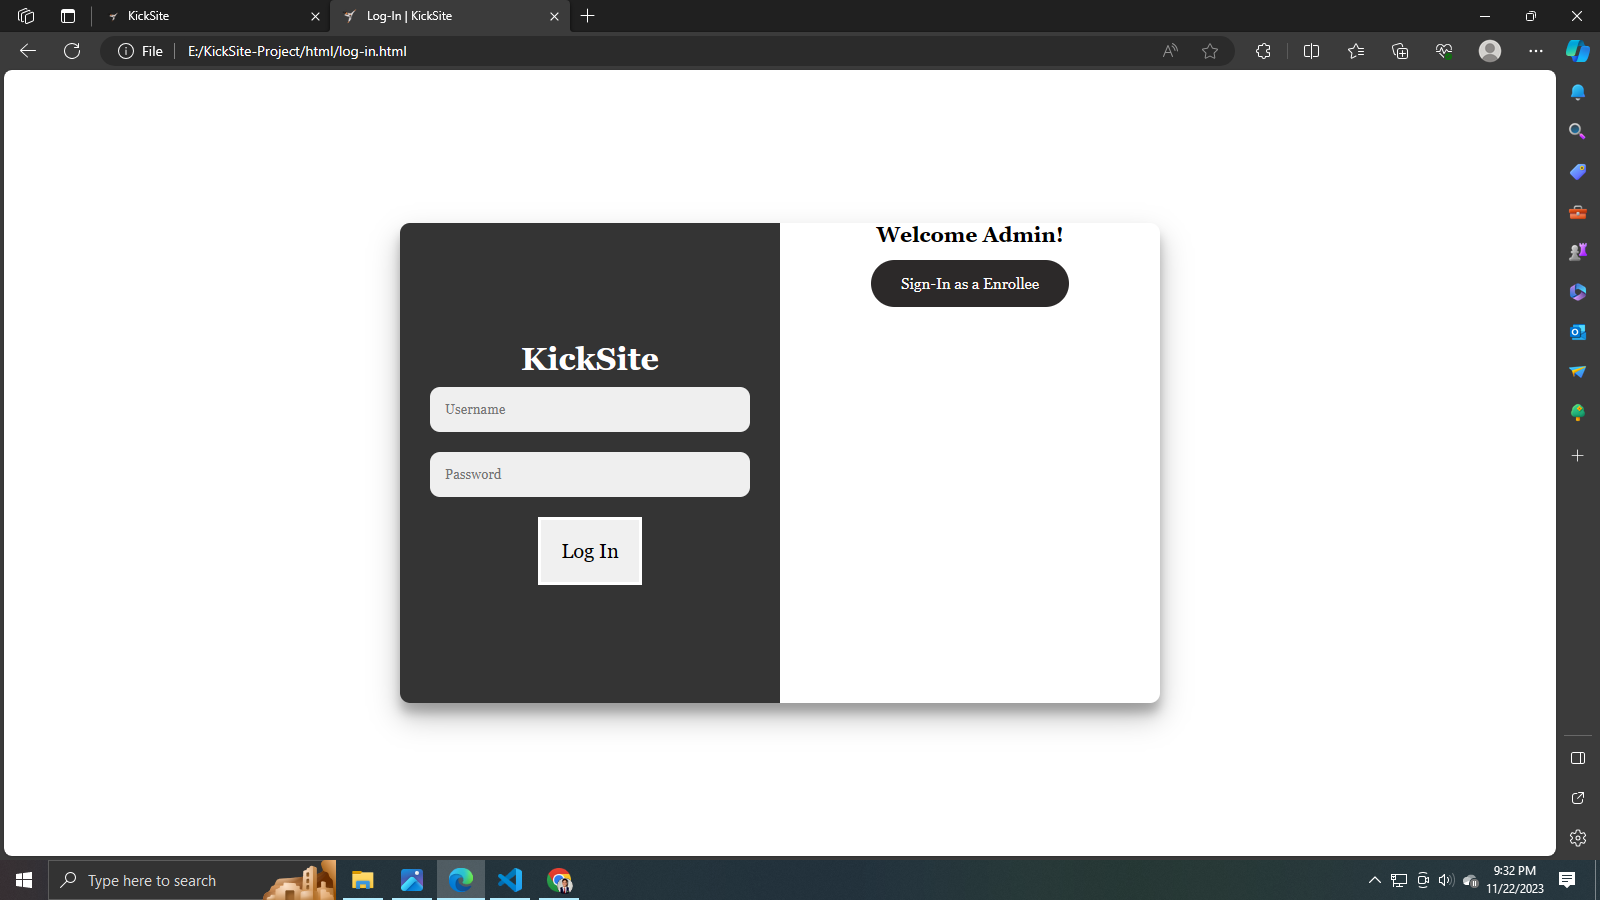 KickSite
Log-In | KickSite
File
E:/KickSite-Project/html/log-in.html
KickSite
Username
Password
Log In
Welcome Admin!
Sign-In as a Enrollee
Type here to search
9:32 PM
11/22/2023